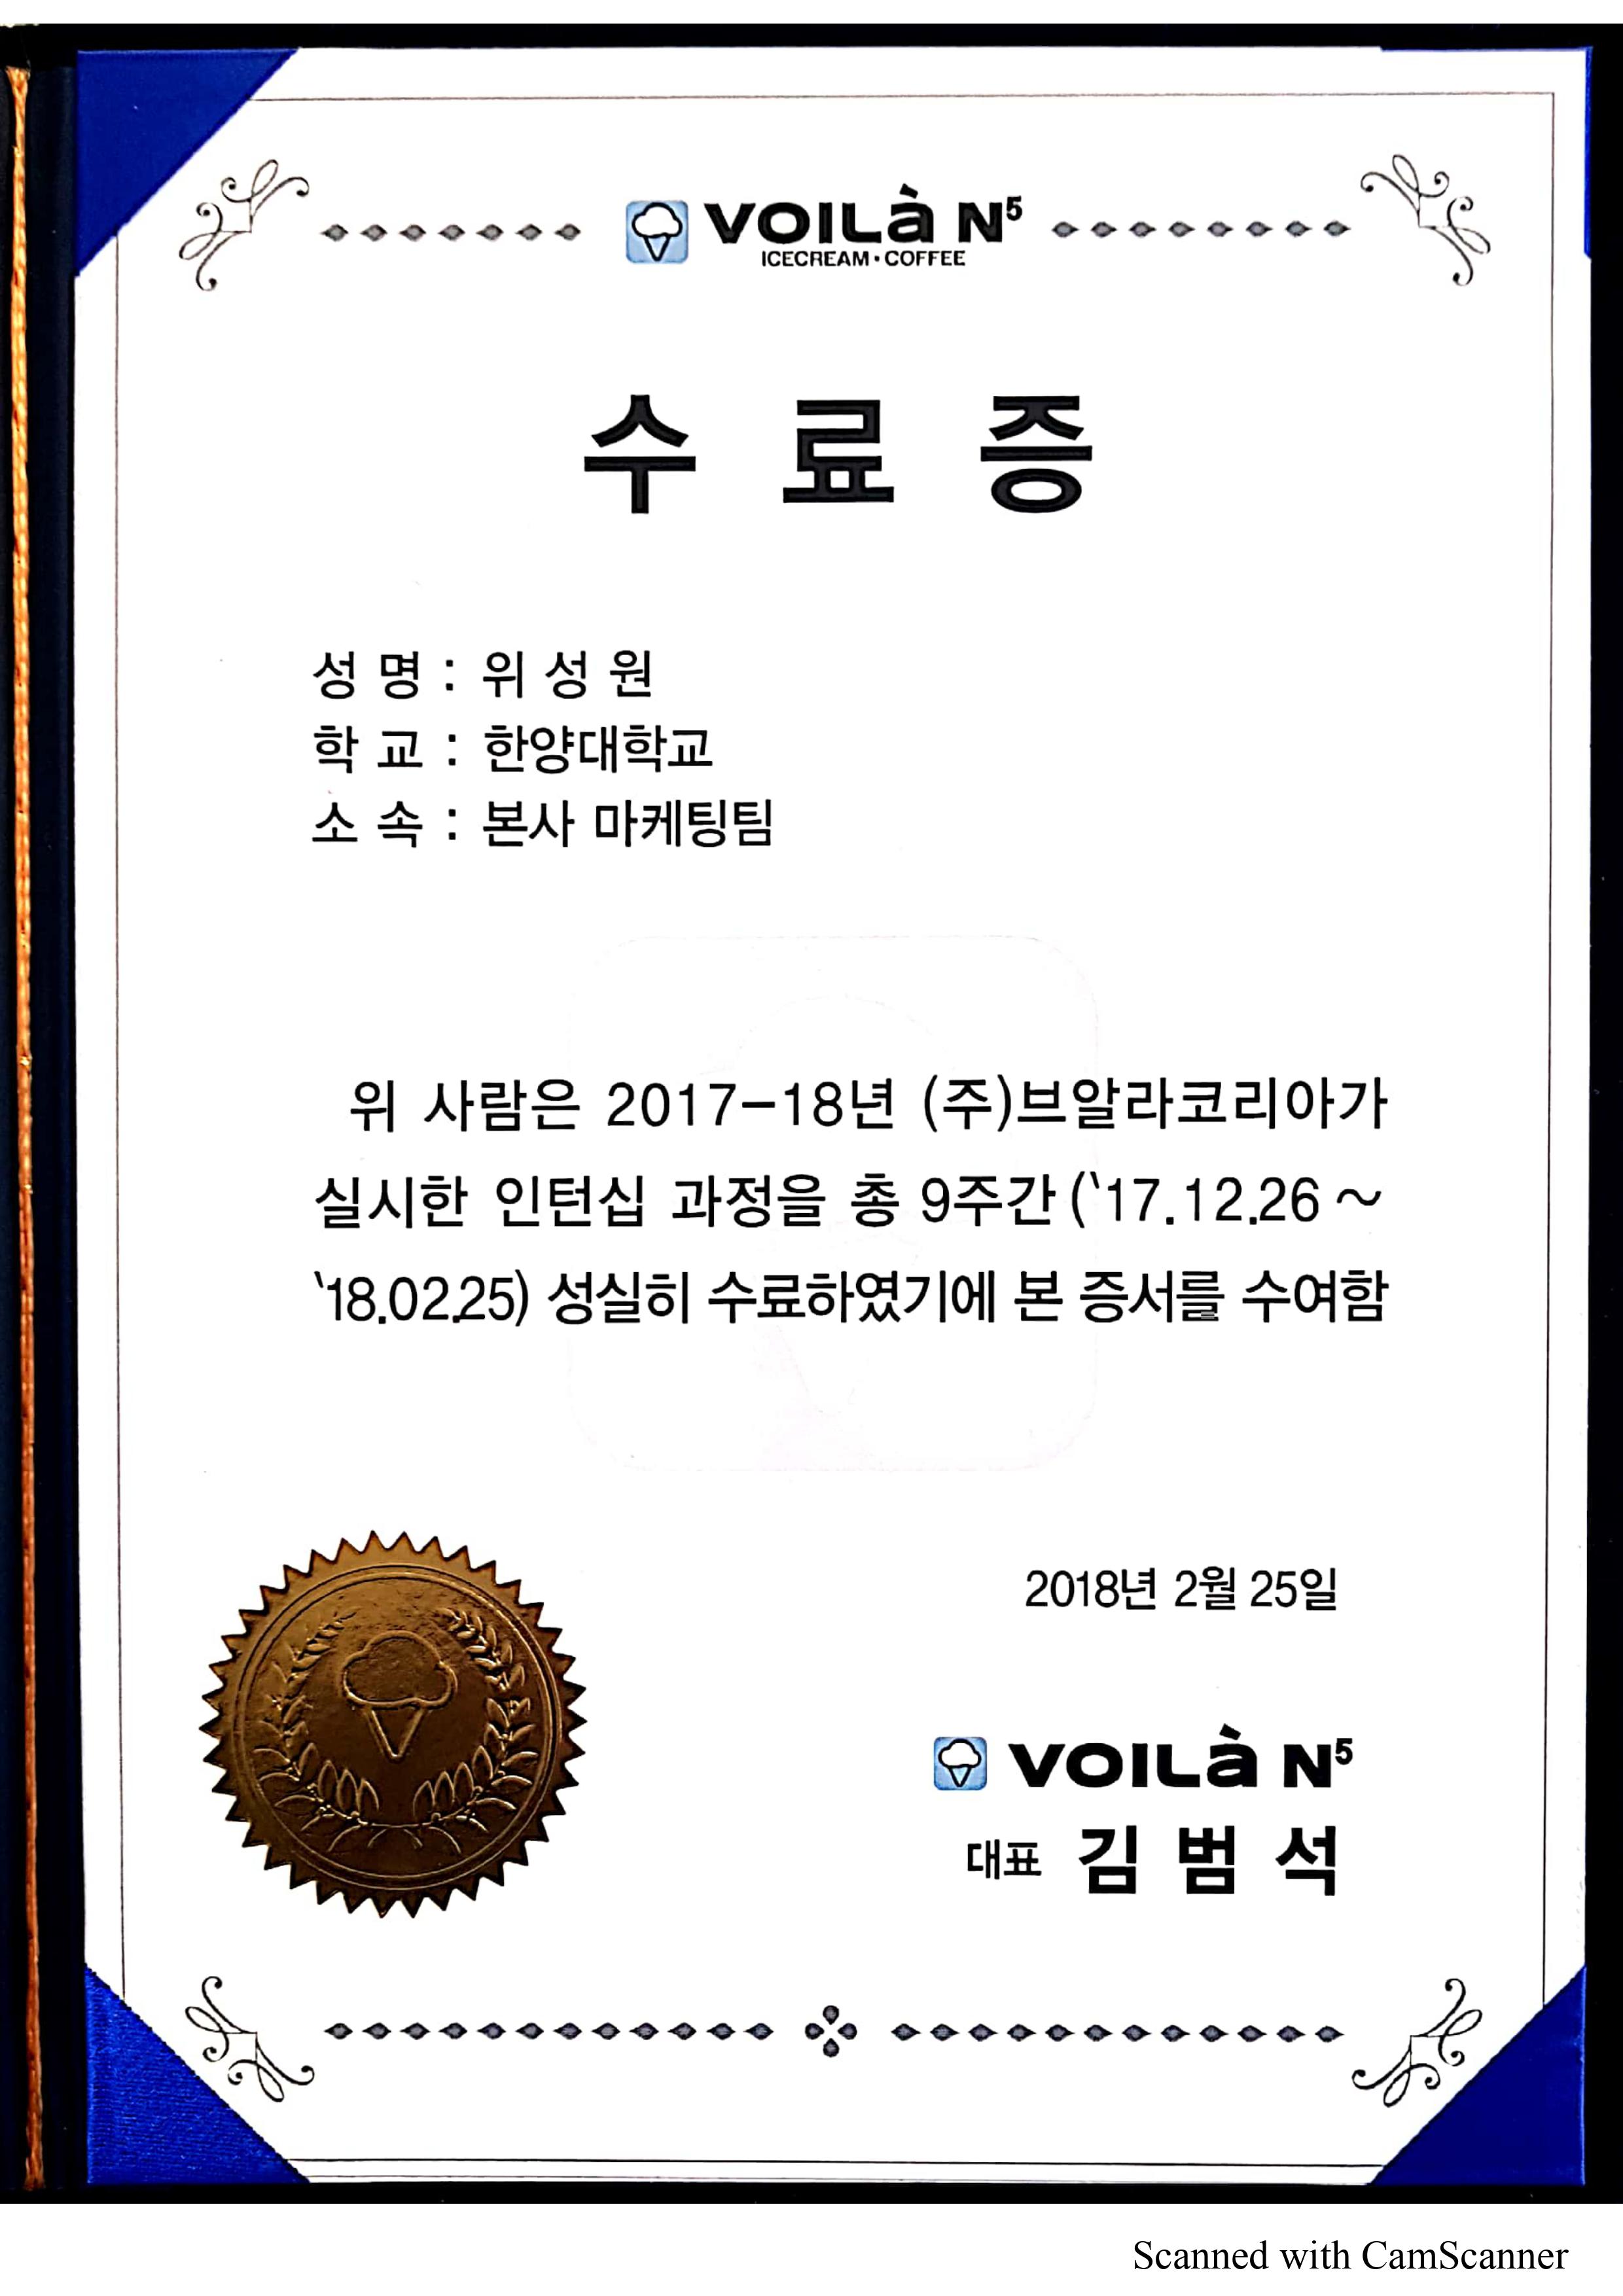 VOILà N⁵
ICECREAM·COFFEE
수 료 증
성 명 : 위 성 원
학 교 : 한양대학교
소 속 : 본사 마케팅팀
위 사람은 2017-18년 (주)브알라코리아가
실시한 인턴십 과정을 총 9주간(`17.12.26 ~
`18.02.25) 성실히 수료하였기에 본 증서를 수여함
2018년 2월 25일
VOILà N⁵
대표 김 범 석
Scanned with CamScanner